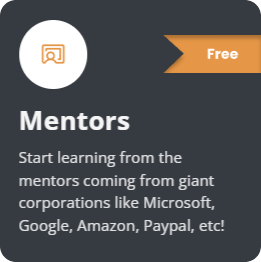 Free
Mentors
Start learning from the
mentors coming from giant
corporations like Microsoft,
Google, Amazon, Paypal, etc!